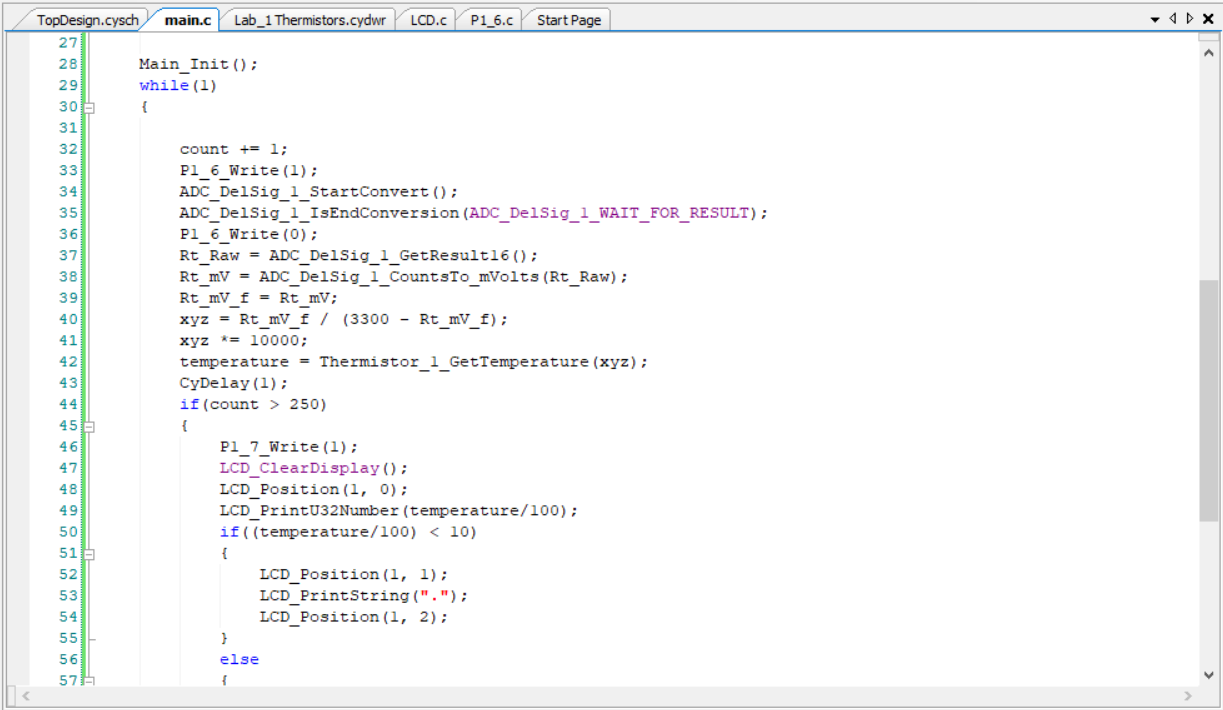 TopDesign.cysch main.c Lab_1 Thermistors.cydwr LCD.c P1_6.c Start Page
27
28 Main_Init();
29 while(1)
30 {
31
32 count += 1;
33 P1_6_Write(1);
34 ADC_DelSig_1_StartConvert();
35 ADC_DelSig_1_IsEndConversion(ADC_DelSig_1_WAIT_FOR_RESULT);
36 P1_6_Write(0);
37 Rt_Raw = ADC_DelSig_1_GetResult16();
38 Rt_mV = ADC_DelSig_1_CountsTo_mVolts(Rt_Raw);
39 Rt_mV_f = Rt_mV;
40 xyz = Rt_mV_f / (3300 - Rt_mV_f);
41 xyz *= 10000;
42 temperature = Thermistor_1_GetTemperature(xyz);
43 CyDelay(1);
44 if(count > 250)
45 {
46 P1_7_Write(1);
47 LCD_ClearDisplay();
48 LCD_Position(1, 0);
49 LCD_PrintU32Number(temperature/100);
50 if((temperature/100) < 10)
51 {
52 LCD_Position(1, 1);
53 LCD_PrintString(".");
54 LCD_Position(1, 2);
55 }
56 else
57 {